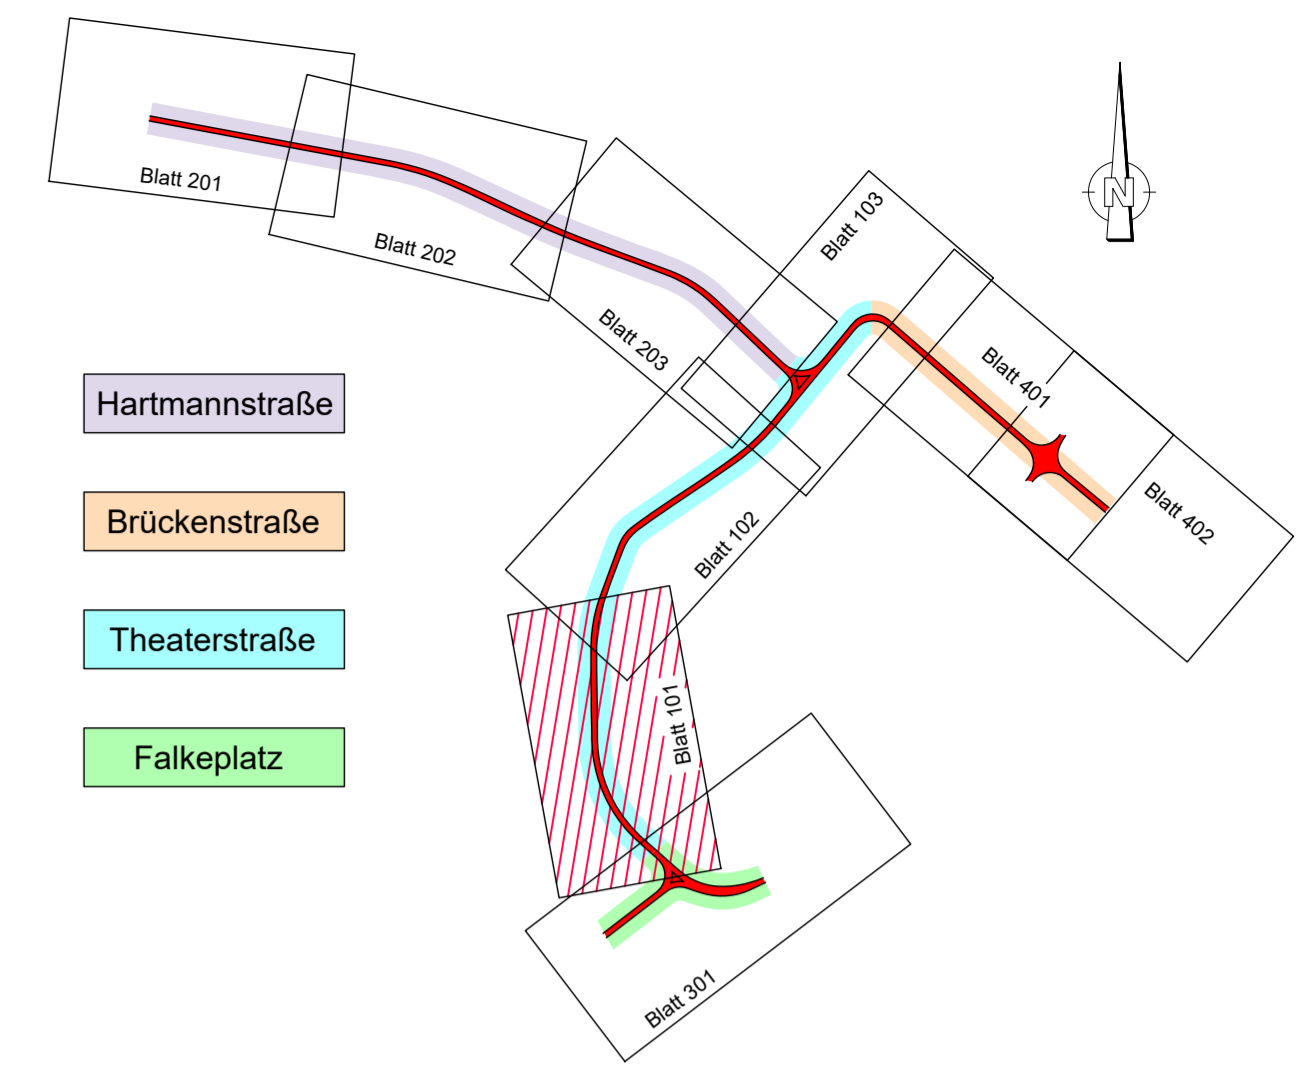 Blatt 201
Blatt 202
Blatt 203
Blatt 103
N
Blatt 401
Blatt 402
Blatt 102
Blatt 101
Blatt 301
Hartmannstraße
Brückenstraße
Theaterstraße
Falkeplatz